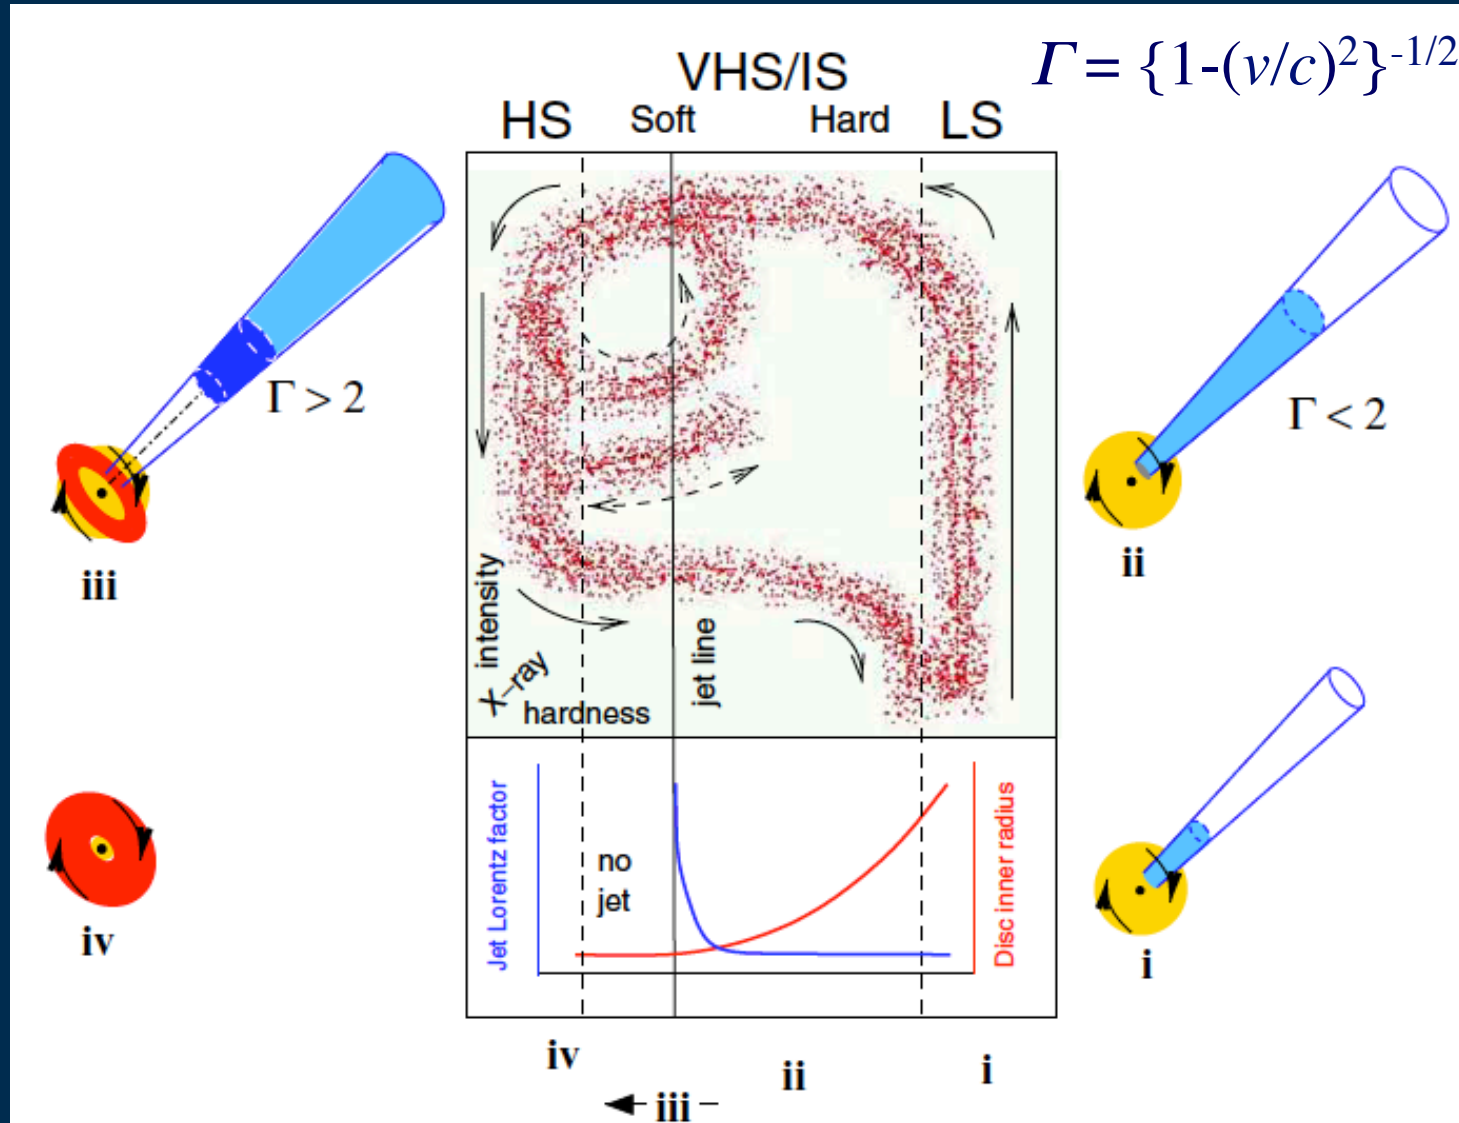 Γ = {1-(v/c)²}⁻¹/²
VHS/IS
HS Soft Hard LS
Γ > 2
Γ < 2
iii
ii
X-ray
intensity
hardness
jet line
Jet Lorentz factor
no
jet
Disc inner radius
iv
i
iv
ii
i
iii